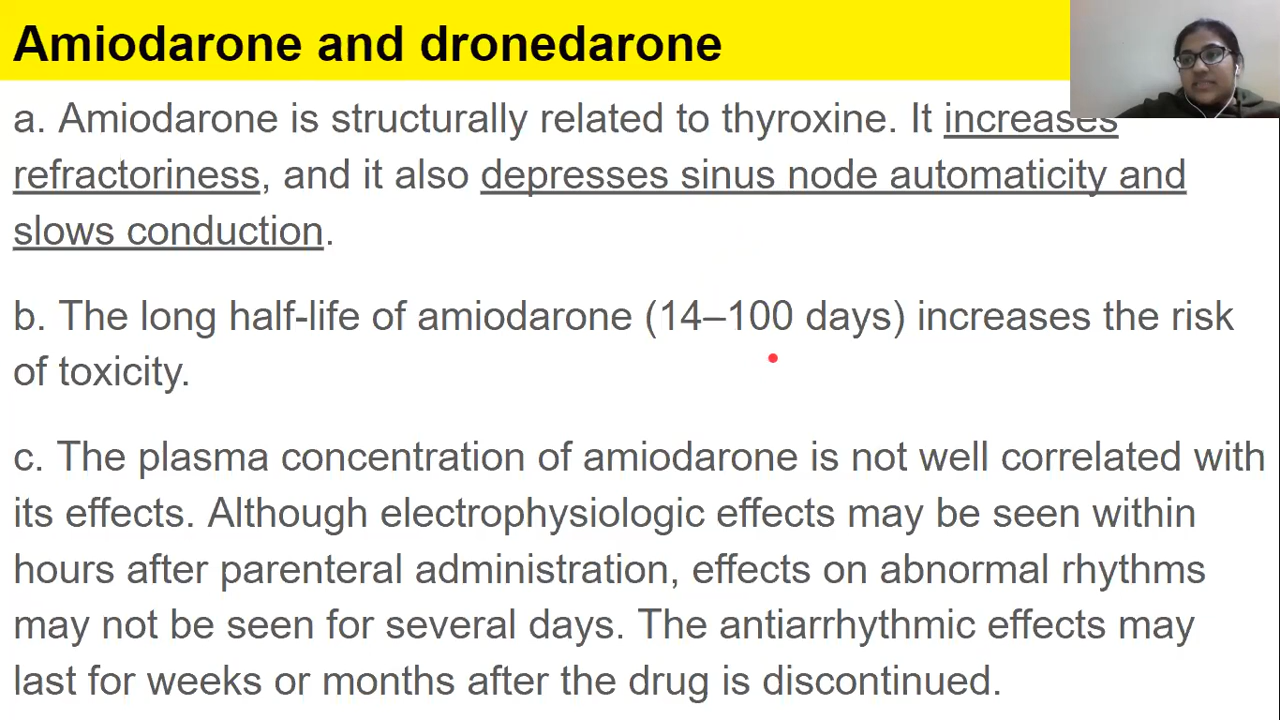 Amiodarone and dronedarone
a. Amiodarone is structurally related to thyroxine. It increases
refractoriness, and it also depresses sinus node automaticity and
slows conduction.
b. The long half-life of amiodarone (14–100 days) increases the risk
of toxicity.
c. The plasma concentration of amiodarone is not well correlated with
its effects. Although electrophysiologic effects may be seen within
hours after parenteral administration, effects on abnormal rhythms
may not be seen for several days. The antiarrhythmic effects may
last for weeks or months after the drug is discontinued.